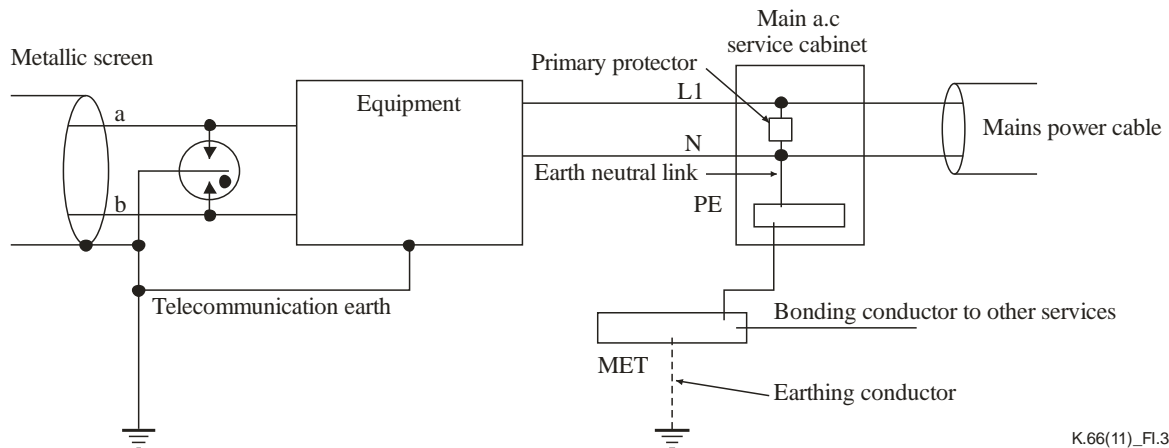 Main a.c
service cabinet
Metallic screen
Primary protector
Equipment
L1
a
Mains power cable
N
Earth neutral link
b
PE
Telecommunication earth
Bonding conductor to other services
MET
Earthing conductor
K.66(11)_FI.3